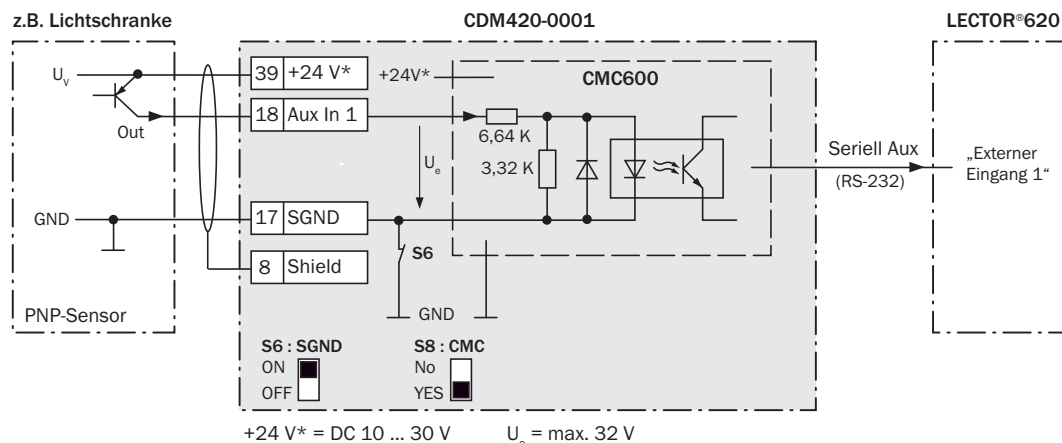 z.B. Lichtschranke
CDM420-0001
LECTOR®620
Uv
39 +24 V*
+24V*
CMC600
18 Aux In 1
Out
6,64 K
3,32 K
Ue
Seriell Aux
(RS-232)
„Externer
Eingang 1“
GND
17 SGND
S6
8 Shield
GND
PNP-Sensor
S6 : SGND
ON
OFF
S8 : CMC
No
YES
+24 V* = DC 10 ... 30 V
Ue = max. 32 V